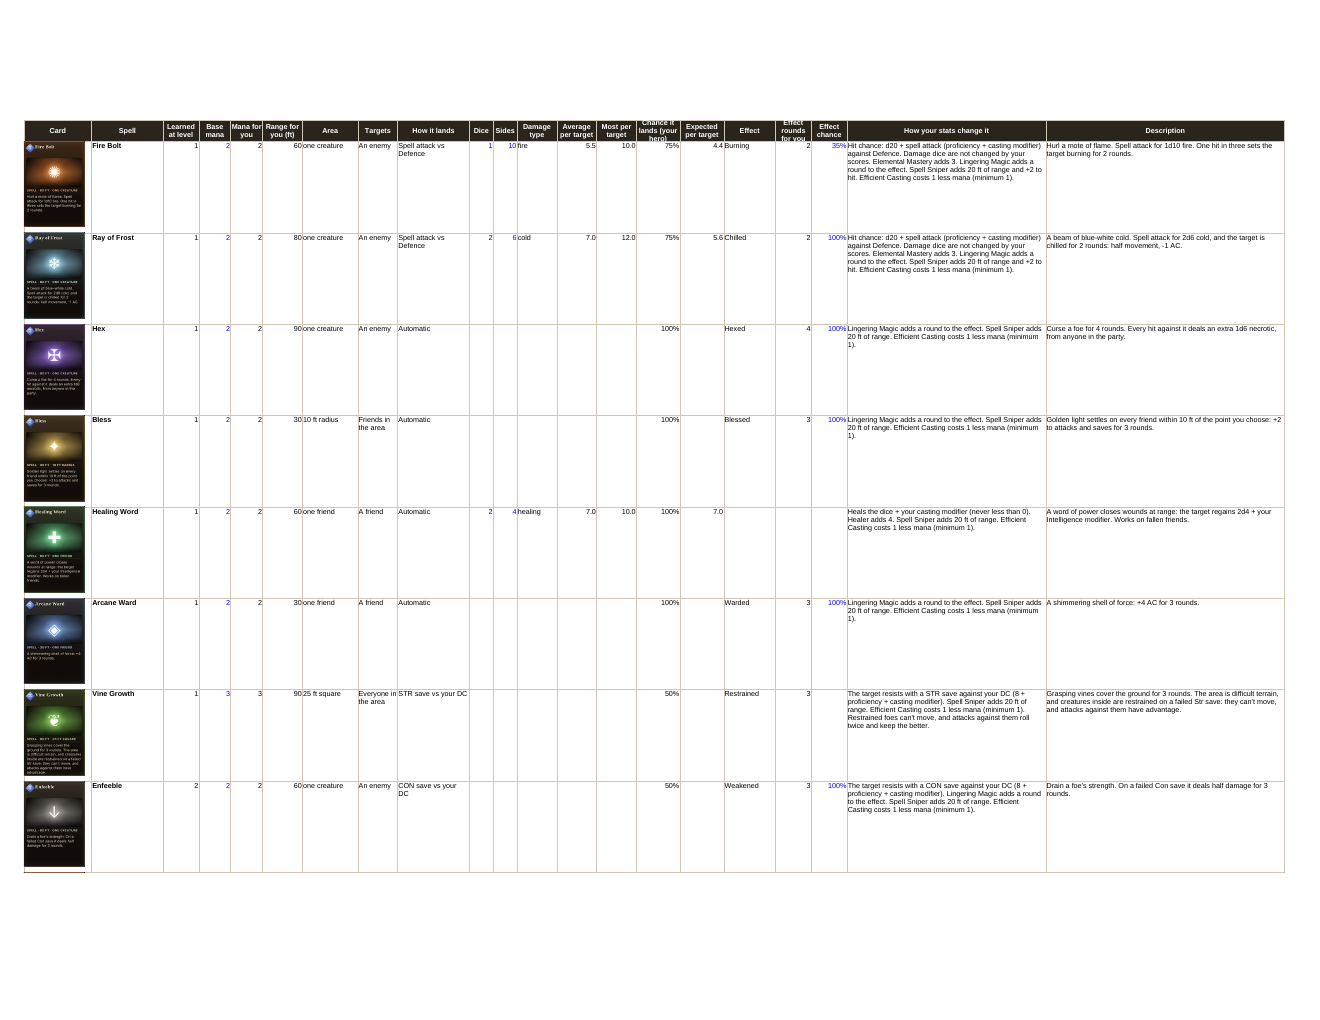 Card Spell Learned at level Base mana Mana for you Range for you (ft) Area Targets How it lands Dice Sides Damage type Average per target Most per target Chance it lands (your hero) Expected per target Effect Effect rounds for you Effect chance How your stats change it Description
Fire Bolt
Fire Bolt 1 2 2 60 one creature An enemy Spell attack vs Defence 1 10 fire 5.5 10.0 75% 4.4 Burning 2 35%
Hit chance: d20 + spell attack (proficiency + casting modifier)
against Defence. Damage dice are not changed by your
scores. Elemental Mastery adds 3. Lingering Magic adds a
round to the effect. Spell Sniper adds 20 ft of range and +2 to
hit. Efficient Casting costs 1 less mana (minimum 1).
Hurl a mote of flame. Spell attack for 1d10 fire. One hit in three sets the
target burning for 2 rounds.
Ray of Frost
Ray of Frost 1 2 2 80 one creature An enemy Spell attack vs Defence 2 6 cold 7.0 12.0 75% 5.6 Chilled 2 100%
Hit chance: d20 + spell attack (proficiency + casting modifier)
against Defence. Damage dice are not changed by your
scores. Elemental Mastery adds 3. Lingering Magic adds a
round to the effect. Spell Sniper adds 20 ft of range and +2 to
hit. Efficient Casting costs 1 less mana (minimum 1).
A beam of blue-white cold. Spell attack for 2d6 cold, and the target is
chilled for 2 rounds: half movement, -1 AC.
Hex
Hex 1 2 2 90 one creature An enemy Automatic 100% Hexed 4 100%
Lingering Magic adds a round to the effect. Spell Sniper adds
20 ft of range. Efficient Casting costs 1 less mana (minimum
1).
Curse a foe for 4 rounds. Every hit against it deals an extra 1d6 necrotic,
from anyone in the party.
Bless
Bless 1 2 2 30 10 ft radius Friends in the area Automatic 100% Blessed 3 100%
Lingering Magic adds a round to the effect. Spell Sniper adds
20 ft of range. Efficient Casting costs 1 less mana (minimum
1).
Golden light settles on every friend within 10 ft of the point you choose: +2
to attacks and saves for 3 rounds.
Healing Word
Healing Word 1 2 2 60 one friend A friend Automatic 2 4 healing 7.0 10.0 100% 7.0
Heals the dice + your casting modifier (never less than 0).
Healer adds 4. Spell Sniper adds 20 ft of range. Efficient
Casting costs 1 less mana (minimum 1).
A word of power closes wounds at range: the target regains 2d4 + your
Intelligence modifier. Works on fallen friends.
Arcane Ward
Arcane Ward 1 2 2 30 one friend A friend Automatic 100% Warded 3 100%
Lingering Magic adds a round to the effect. Spell Sniper adds
20 ft of range. Efficient Casting costs 1 less mana (minimum
1).
A shimmering shell of force: +4 AC for 3 rounds.
Vine Growth
Vine Growth 1 3 3 90 25 ft square Everyone in the area STR save vs your DC 50% Restrained 3
The target resists with a STR save against your DC (8 +
proficiency + casting modifier). Spell Sniper adds 20 ft of
range. Efficient Casting costs 1 less mana (minimum 1).
Restrained foes can't move, and attacks against them roll
twice and keep the better.
Grasping vines cover the ground for 3 rounds. The area is difficult terrain,
and creatures inside are restrained on a failed Str save: they can't move,
and attacks against them have advantage.
Enfeeble
Enfeeble 2 2 2 60 one creature An enemy CON save vs your DC 50% Weakened 3 100%
The target resists with a CON save against your DC (8 +
proficiency + casting modifier). Lingering Magic adds a round
to the effect. Spell Sniper adds 20 ft of range. Efficient
Casting costs 1 less mana (minimum 1).
Drain a foe's strength. On a failed Con save it deals half damage for 3
rounds.